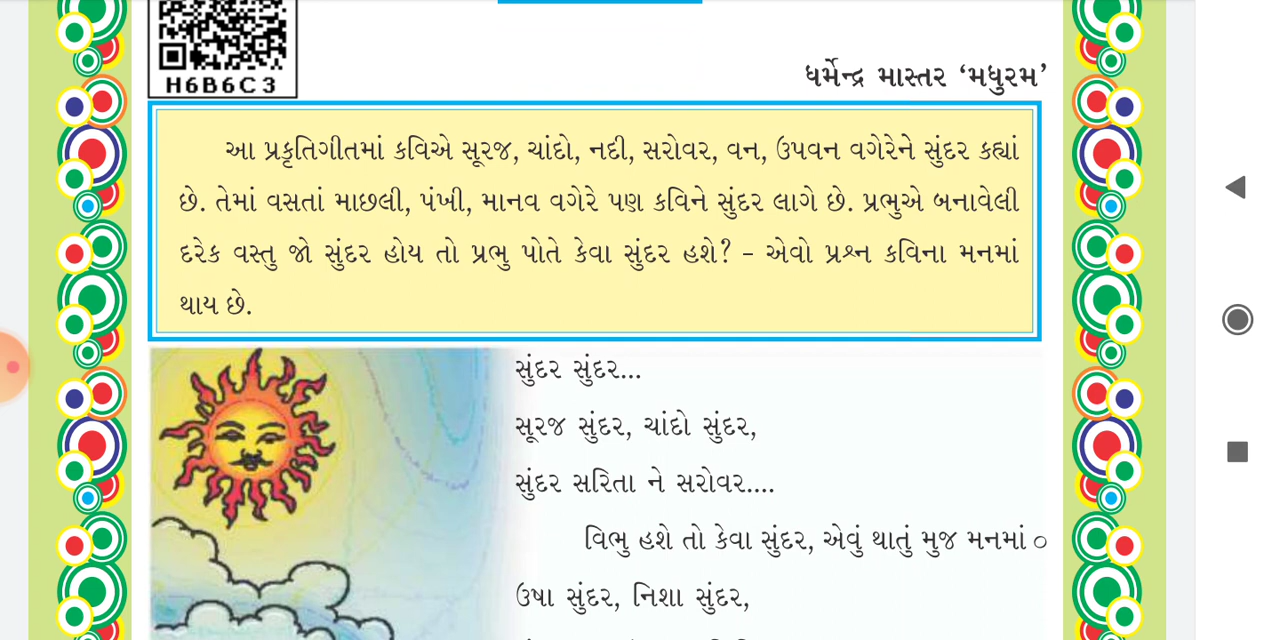 H6B6C3
ધર્મેન્દ્ર માસ્તર ‘મધુરમ’
આ પ્રકૃતિગીતમાં કવિએ સૂરજ, ચાંદો, નદી, સરોવર, વન, ઉપવન વગેરેને સુંદર કહ્યાં
છે. તેમાં વસતાં માછલી, પંખી, માનવ વગેરે પણ કવિને સુંદર લાગે છે. પ્રભુએ બનાવેલી
દરેક વસ્તુ જો સુંદર હોય તો પ્રભુ પોતે કેવા સુંદર હશે? - એવો પ્રશ્ન કવિના મનમાં
થાય છે.
સુંદર સુંદર...
સૂરજ સુંદર, ચાંદો સુંદર,
સુંદર સરિતા ને સરોવર....
વિભુ હશે તો કેવા સુંદર, એવું થાતું મુજ મનમાં ૦
ઉષા સુંદર, નિશા સુંદર,